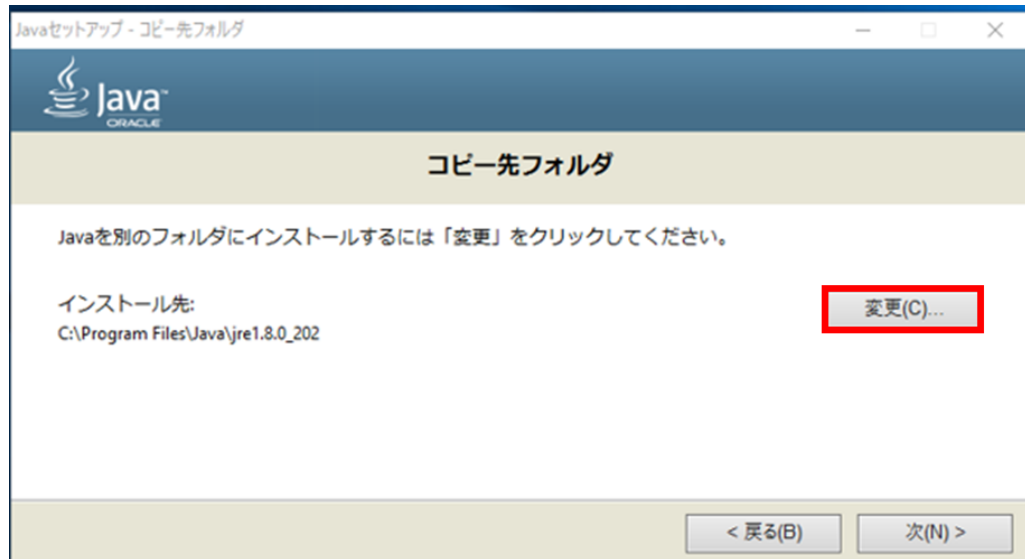 Javaセットアップ - コピー先フォルダ
Java™
ORACLE
コピー先フォルダ
Javaを別のフォルダにインストールするには「変更」をクリックしてください。
インストール先:
変更(C)...
C:\Program Files\Java\jre1.8.0_202
< 戻る(B)
次(N) >